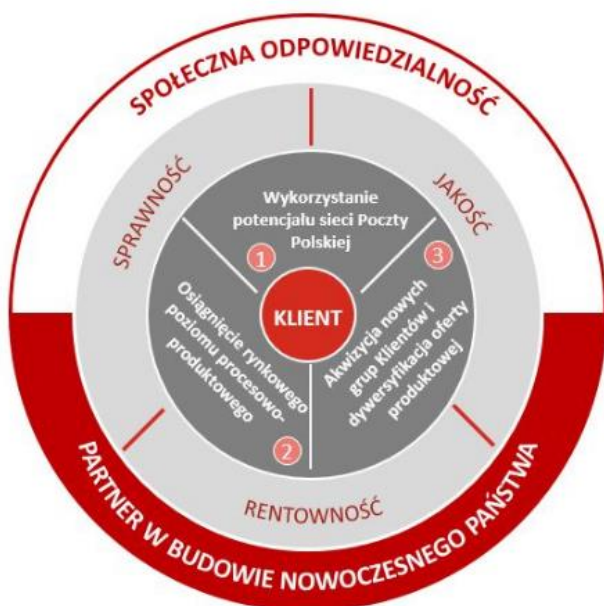 SPOŁECZNA ODPOWIEDZIALNOŚĆ
SPRAWNOŚĆ
JAKOŚĆ
Wykorzystanie
potencjału sieci Poczty
Polskiej
1
3
KLIENT
Osiągnięcie rynkowego
poziomu procesowo-
produktowego
2
Akwizycja nowych
grup Klientów i
dywersyfikacja oferty
produktowej
RENTOWNOŚĆ
PARTNER W BUDOWIE NOWOCZESNEGO PAŃSTWA